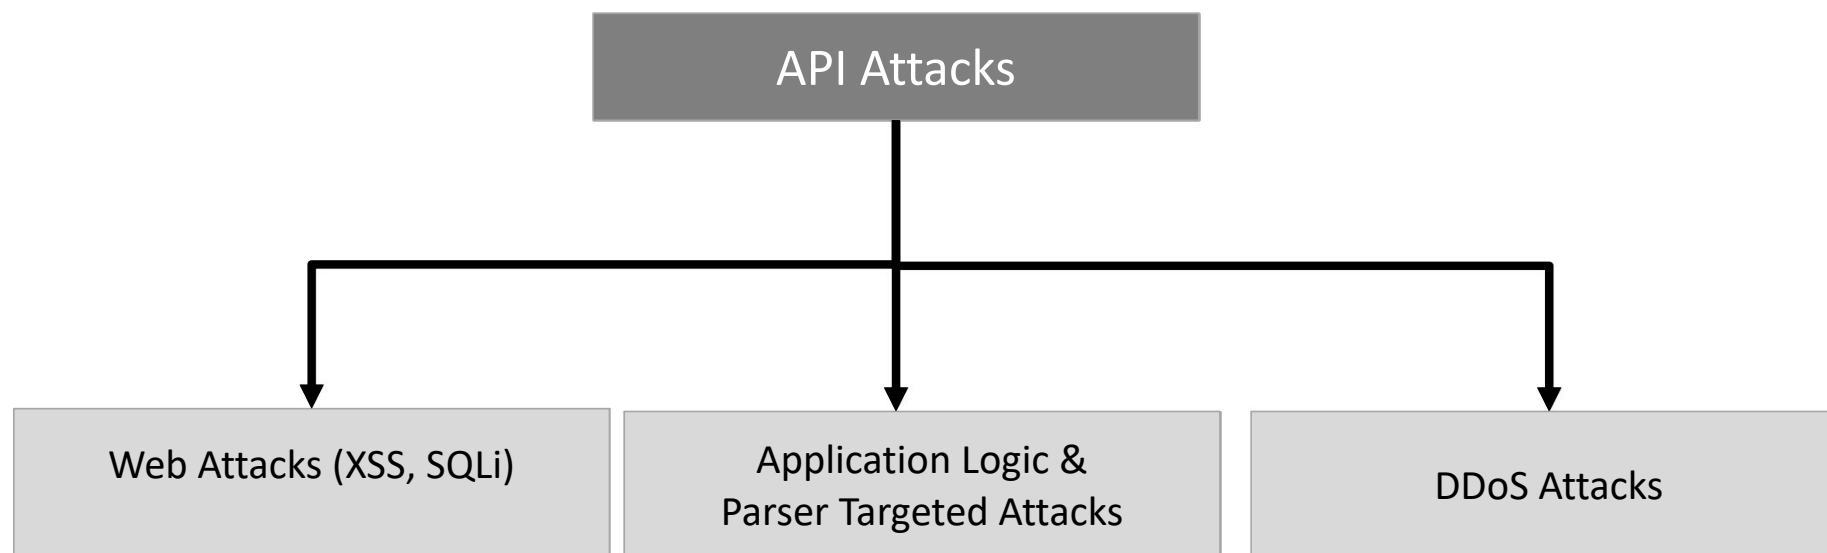 API Attacks
Web Attacks (XSS, SQLi)
Application Logic &
Parser Targeted Attacks
DDoS Attacks